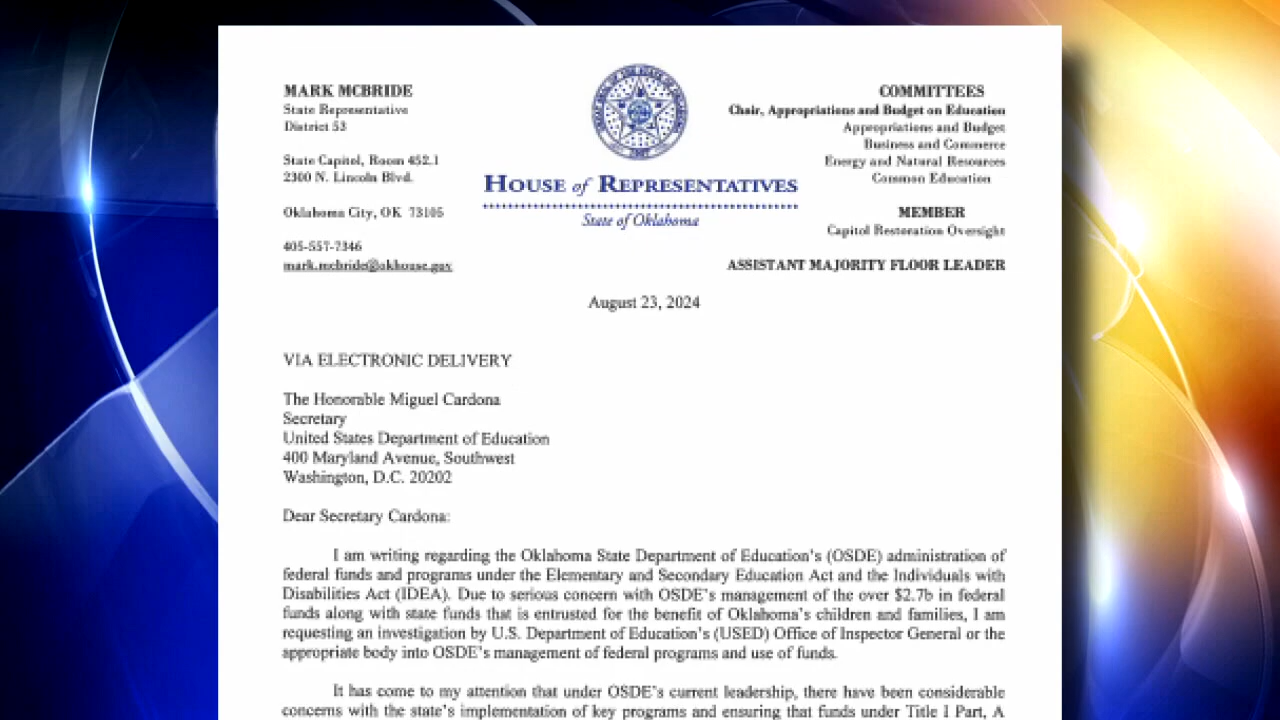 MARK MCBRIDE
State Representative
District 53
State Capitol, Room 452.1
2300 N. Lincoln Blvd.
Oklahoma City, OK 73105
405-557-7346
mark.mcbride@okhouse.gov
HOUSE of REPRESENTATIVES
State of Oklahoma
COMMITTEES
Chair, Appropriations and Budget on Education
Appropriations and Budget
Business and Commerce
Energy and Natural Resources
Common Education
MEMBER
Capitol Restoration Oversight
ASSISTANT MAJORITY FLOOR LEADER
August 23, 2024
VIA ELECTRONIC DELIVERY
The Honorable Miguel Cardona
Secretary
United States Department of Education
400 Maryland Avenue, Southwest
Washington, D.C. 20202
Dear Secretary Cardona:
I am writing regarding the Oklahoma State Department of Education's (OSDE) administration of
federal funds and programs under the Elementary and Secondary Education Act and the Individuals with
Disabilities Act (IDEA). Due to serious concern with OSDE's management of the over $2.7b in federal
funds along with state funds that is entrusted for the benefit of Oklahoma's children and families, I am
requesting an investigation by U.S. Department of Education's (USED) Office of Inspector General or the
appropriate body into OSDE's management of federal programs and use of funds.
It has come to my attention that under OSDE's current leadership, there have been considerable
concerns with the state's implementation of key programs and ensuring that funds under Title I Part, A